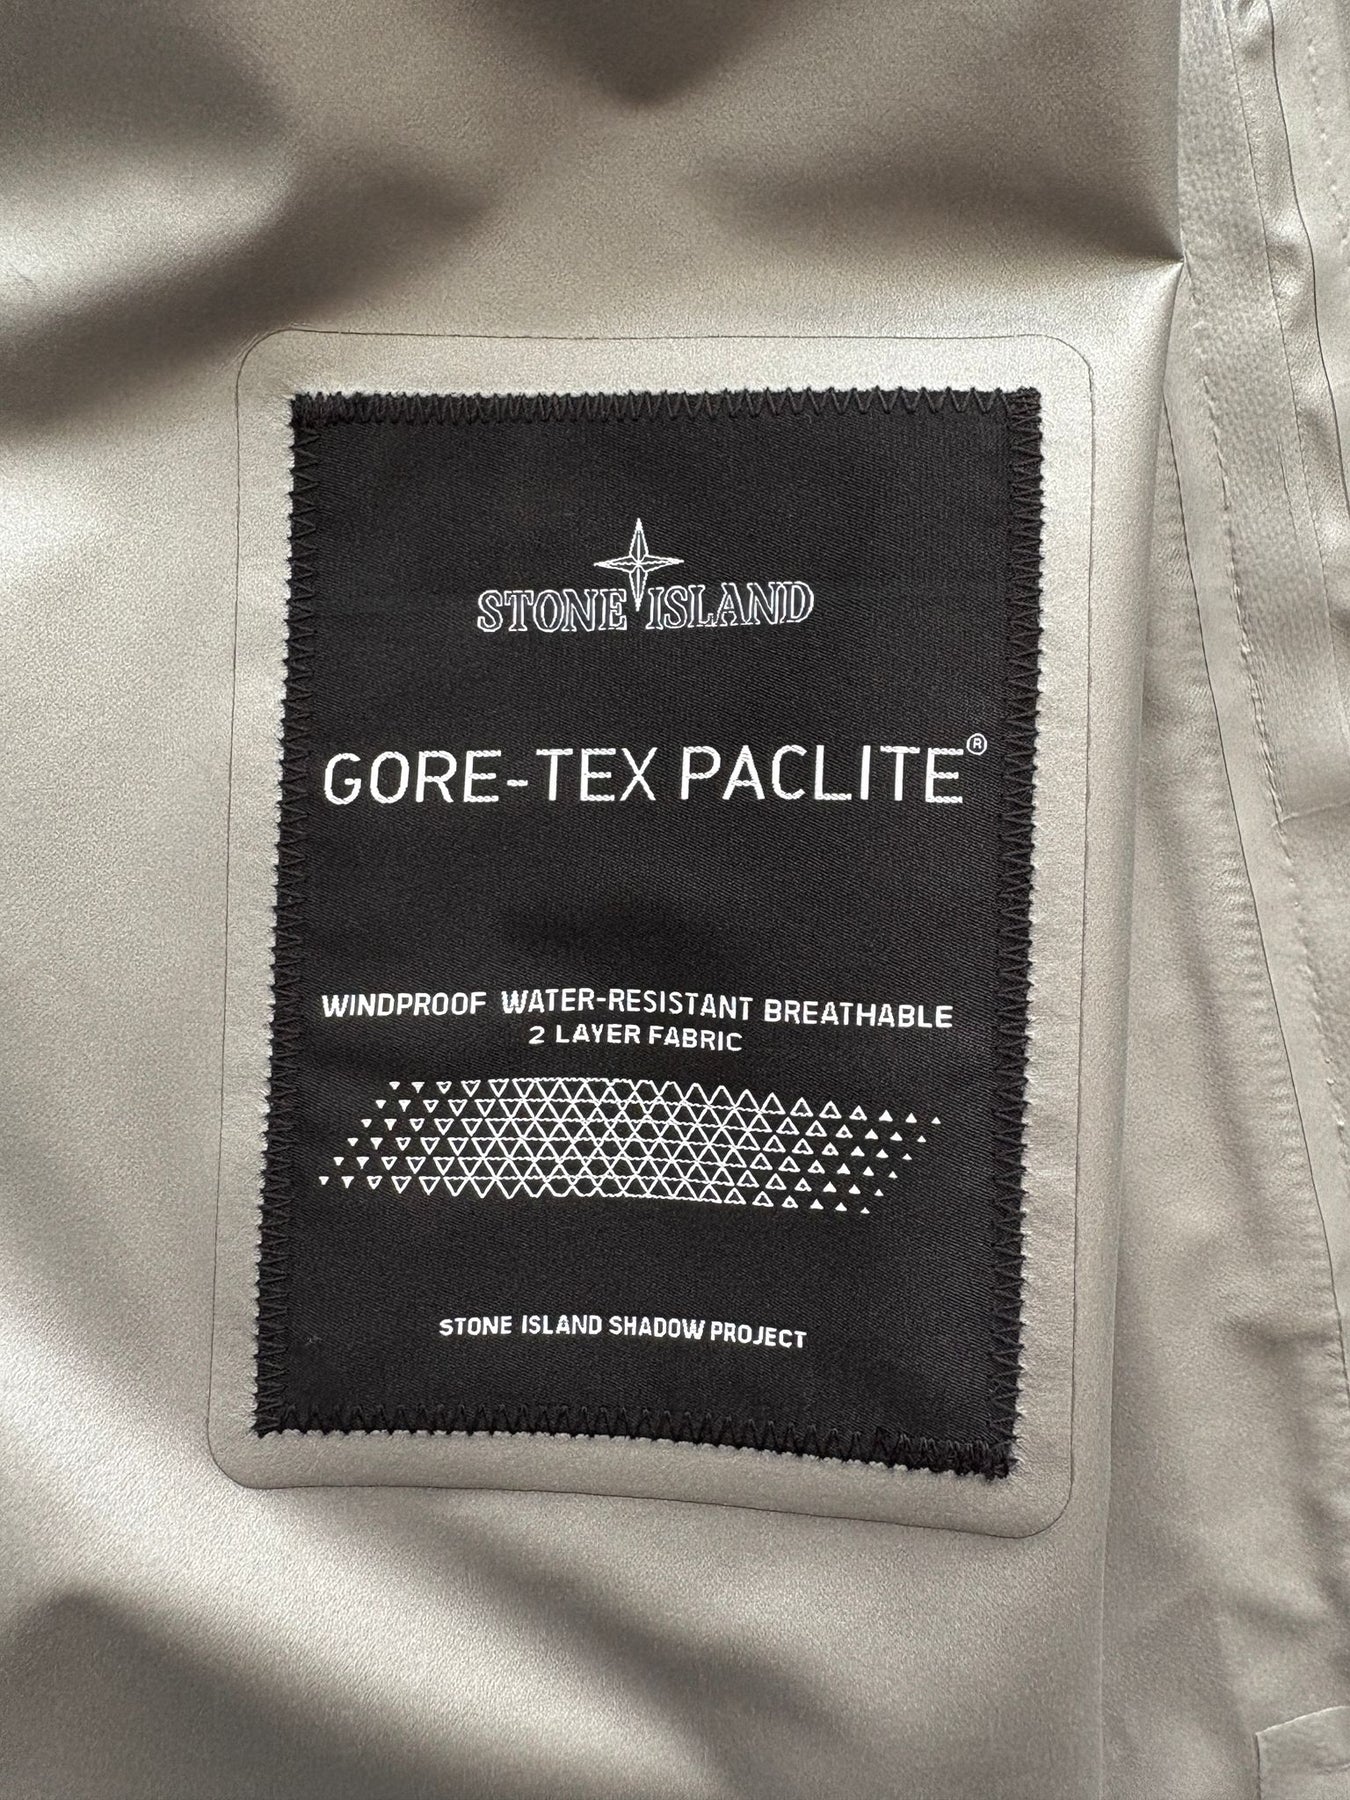 STONE ISLAND
GORE-TEX PACLITE®
WINDPROOF WATER-RESISTANT BREATHABLE
2 LAYER FABRIC
STONE ISLAND SHADOW PROJECT